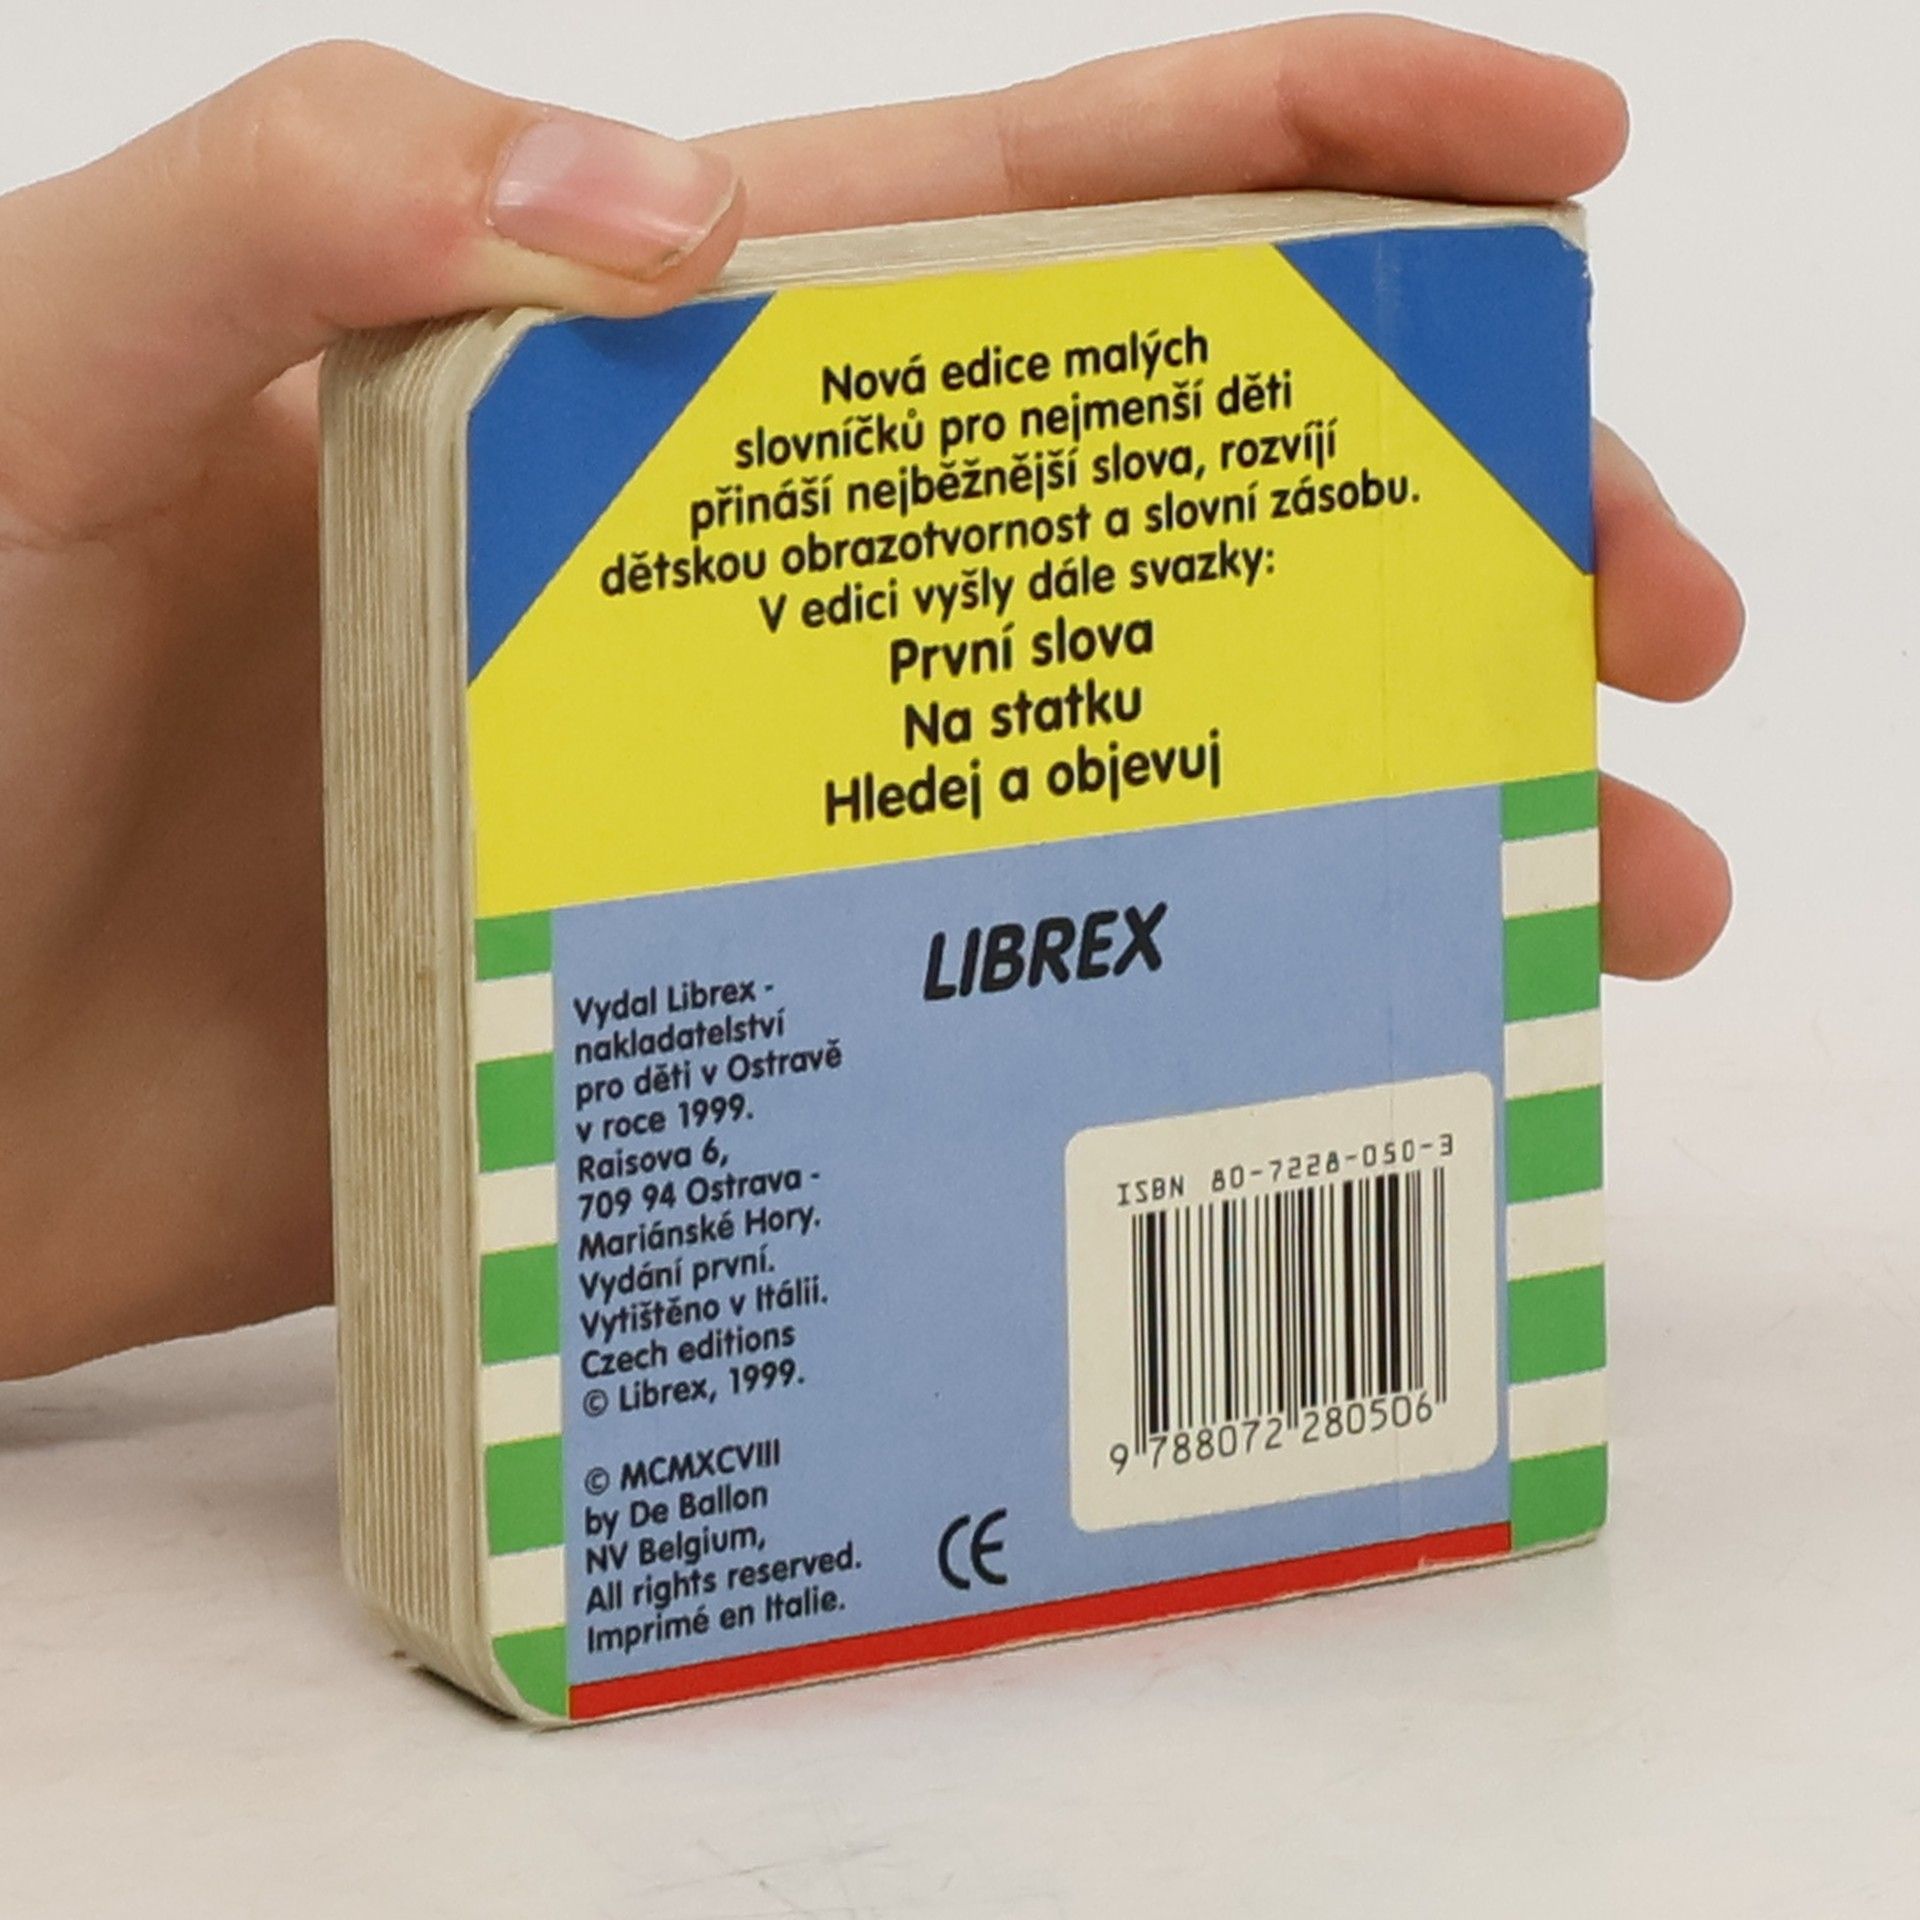 Nová edice malých
slovníčků pro nejmenší děti
přináší nejběžnější slova, rozvíjí
dětskou obrazotvornost a slovní zásobu.
V edici vyšly dále svazky:
První slova
Na statku
Hledej a objevuj
LIBREX
Vydal Librex -
nakladatelství
pro děti v Ostravě
v roce 1999.
Raisova 6,
709 94 Ostrava -
Mariánské Hory.
Vydání první.
Vytištěno v Itálii.
Czech editions
© Librex, 1999.
© MCMXCVIII
by De Ballon
NV Belgium,
All rights reserved.
Imprimé en Italie.
CE
ISBN 80-7228-050-3
9 788072 280506